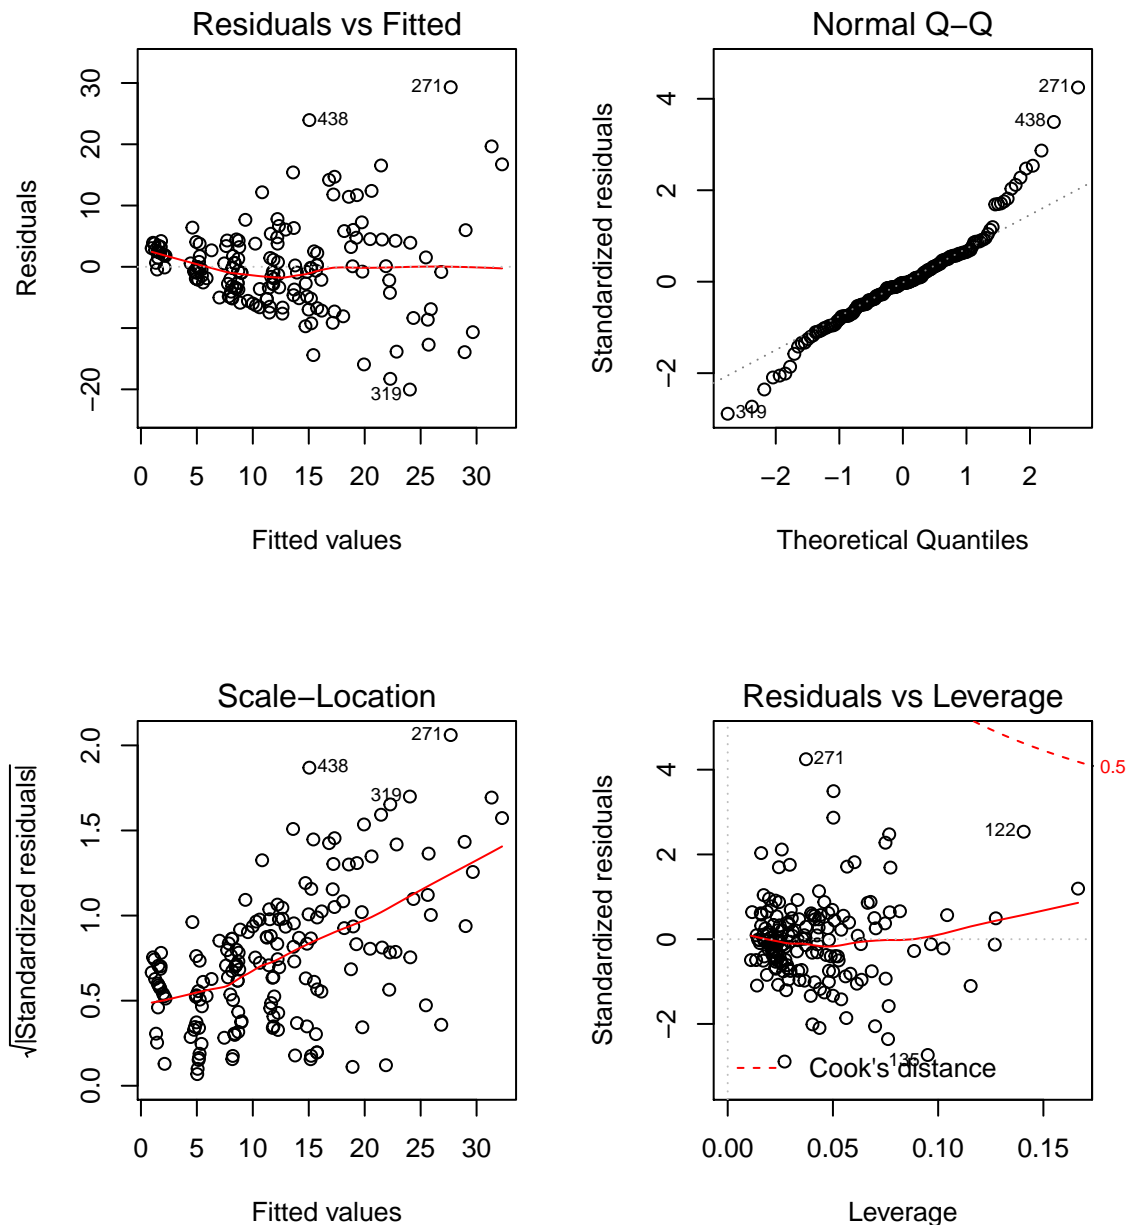 Residuals vs Fitted
Residuals
30
20
10
0
−20
271
438
319
0 5 10 15 20 25 30
Fitted values
Normal Q−Q
Standardized residuals
4
2
0
−2
271
438
319
−2 −1 0 1 2
Theoretical Quantiles
Scale−Location
√|Standardized residuals|
2.0
1.5
1.0
0.5
0.0
271
438
319
0 5 10 15 20 25 30
Fitted values
Residuals vs Leverage
Standardized residuals
4
2
0
−2
271
122
135
0.5
Cook's distance
0.00 0.05 0.10 0.15
Leverage